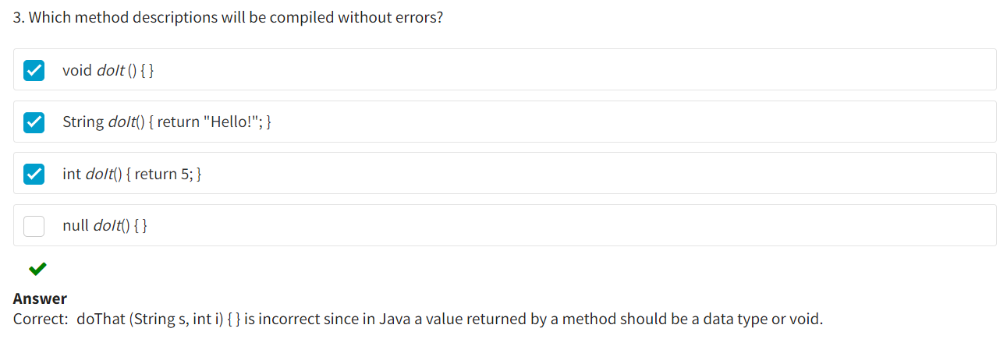 3. Which method descriptions will be compiled without errors?
void doIt () { }
String doIt() { return "Hello!"; }
int doIt() { return 5; }
null doIt() { }
Answer
Correct: doThat (String s, int i) { } is incorrect since in Java a value returned by a method should be a data type or void.